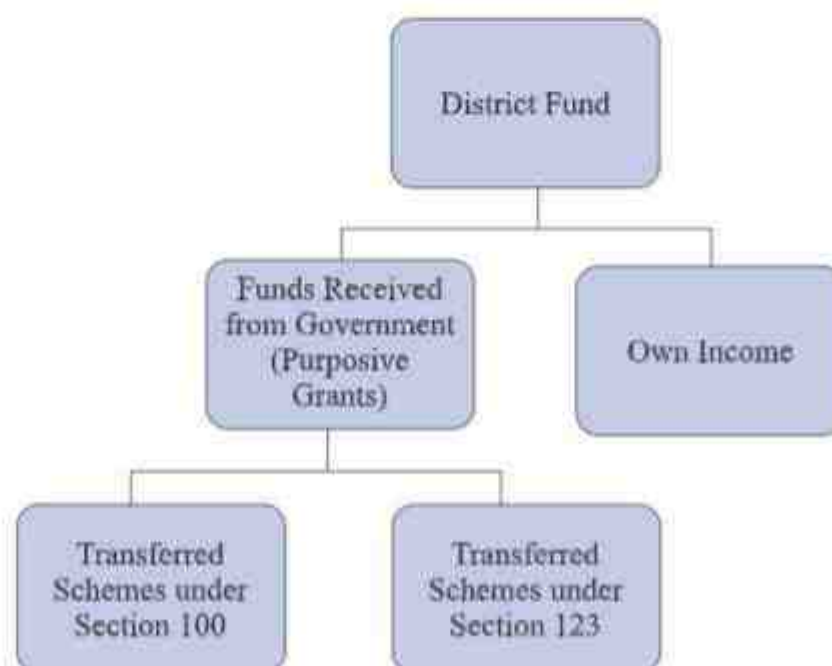 District Fund
Funds Received
from Government
(Purposive
Grants)
Own Income
Transferred
Schemes under
Section 100
Transferred
Schemes under
Section 123